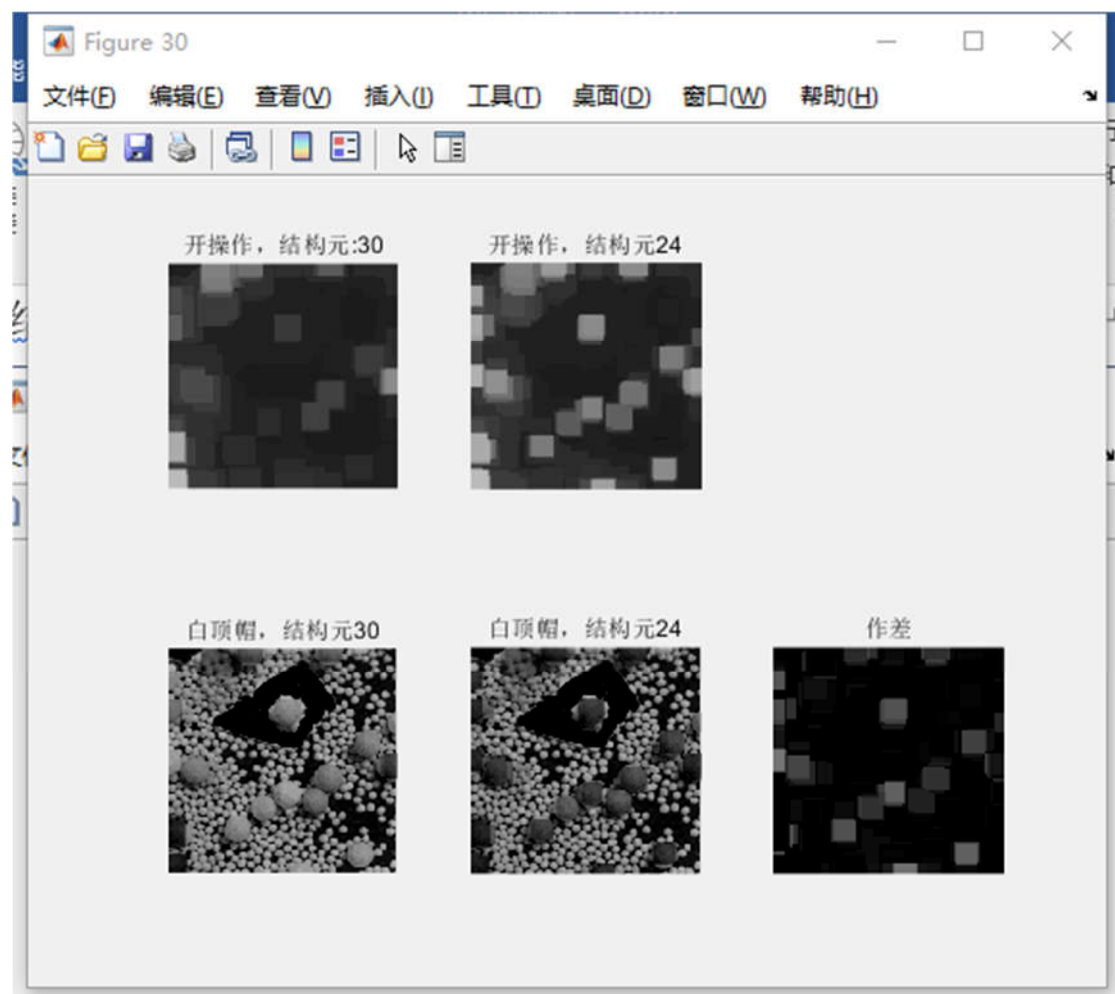 Figure 30
文件(F) 编辑(E) 查看(V) 插入(I) 工具(T) 桌面(D) 窗口(W) 帮助(H)
开操作，结构元:30 开操作，结构元24
白顶帽，结构元30 白顶帽，结构元24 作差